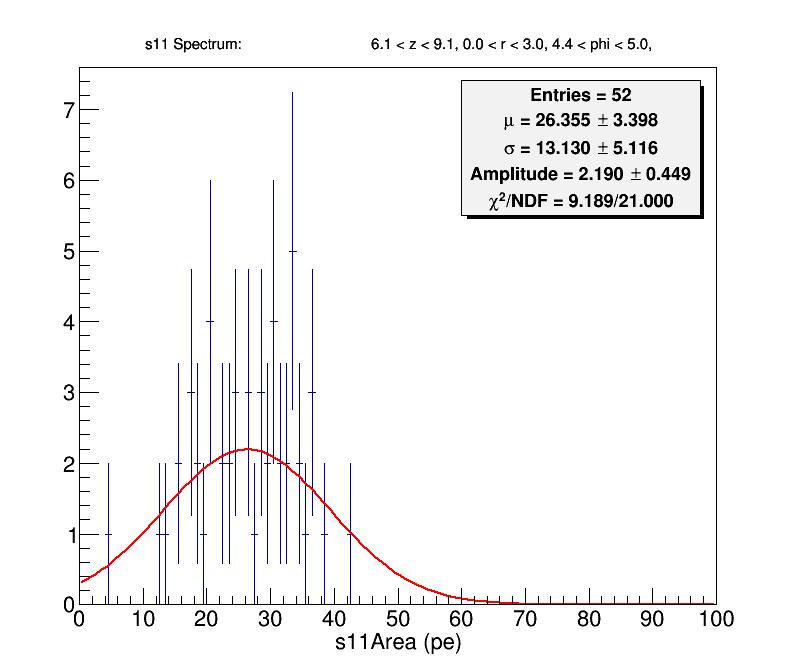 s11 Spectrum: 6.1 < z < 9.1, 0.0 < r < 3.0, 4.4 < phi < 5.0,
Entries = 52
μ = 26.355 ± 3.398
σ = 13.130 ± 5.116
Amplitude = 2.190 ± 0.449
χ²/NDF = 9.189/21.000
7
6
5
4
3
2
1
0
0 10 20 30 40 50 60 70 80 90 100
s11Area (pe)